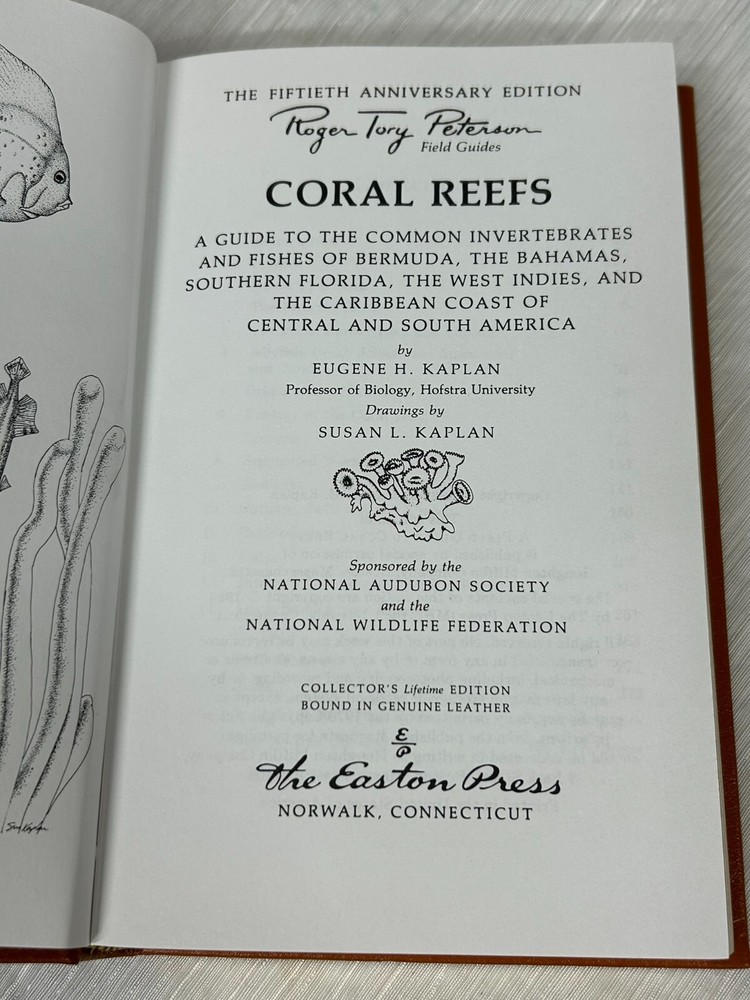 THE FIFTIETH ANNIVERSARY EDITION
Roger Tory Peterson
Field Guides
CORAL REEFS
A GUIDE TO THE COMMON INVERTEBRATES
AND FISHES OF BERMUDA, THE BAHAMAS,
SOUTHERN FLORIDA, THE WEST INDIES, AND
THE CARIBBEAN COAST OF
CENTRAL AND SOUTH AMERICA
by
EUGENE H. KAPLAN
Professor of Biology, Hofstra University
Drawings by
SUSAN L. KAPLAN
Sponsored by the
NATIONAL AUDUBON SOCIETY
and the
NATIONAL WILDLIFE FEDERATION
COLLECTOR'S Lifetime EDITION
BOUND IN GENUINE LEATHER
E
P
The Easton Press
NORWALK, CONNECTICUT